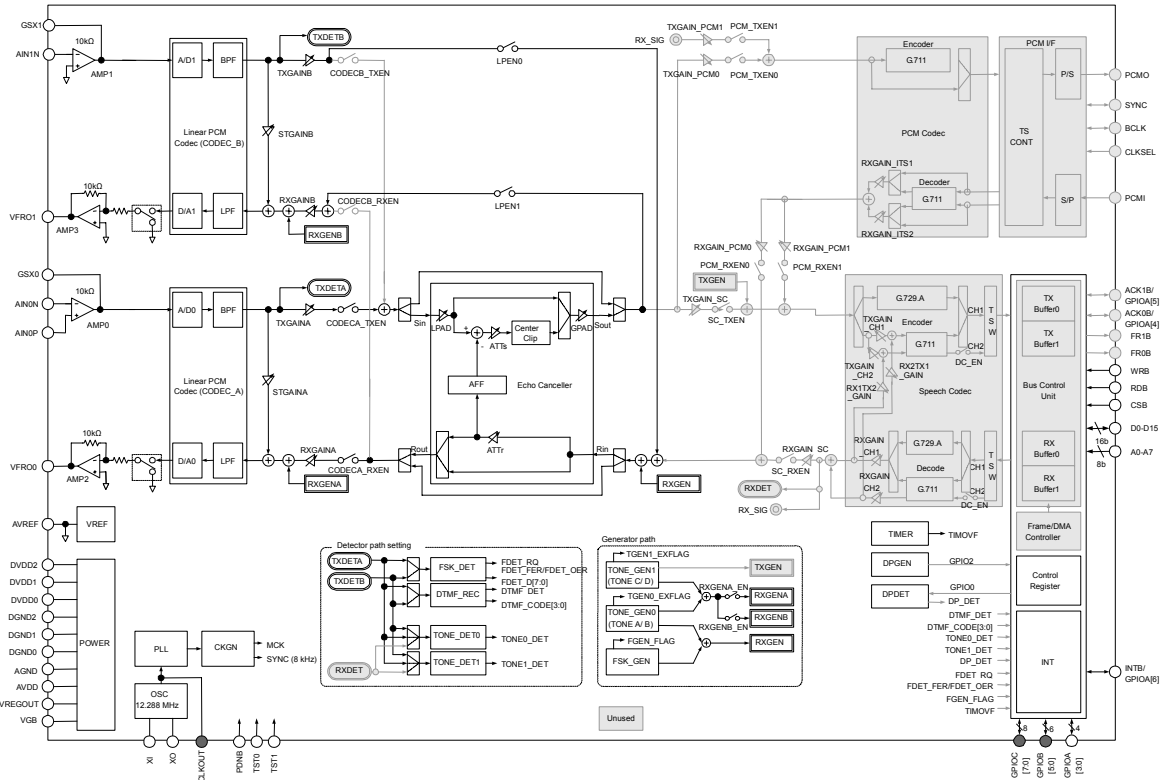 GSX1
10kΩ
AIN1N
AMP1
A/D1
BPF
TXDETB
TXGAINB
CODECB_TXEN
LPEN0
Linear PCM
Codec (CODEC_B)
STGAINB
10kΩ
VFRO1
AMP3
D/A1
LPF
RXGAINB
CODECB_RXEN
RXGENB
LPEN1
TXGAIN_PCM1
PCM_TXEN1
RX_SIG
TXGAIN_PCM0
PCM_TXEN0
Encoder
G.711
PCM Codec
RXGAIN_ITS1
Decoder
G.711
RXGAIN_ITS2
PCM I/F
P/S
TS
CONT
S/P
PCMO
SYNC
BCLK
CLKSEL
PCMI
RXGAIN_PCM0
RXGAIN_PCM1
PCM_RXEN0
PCM_RXEN1
GSX0
10kΩ
AIN0N
AIN0P
AMP0
A/D0
BPF
TXDETA
TXGAINA
CODECA_TXEN
Linear PCM
Codec (CODEC_A)
STGAINA
10kΩ
VFRO0
AMP2
D/A0
LPF
RXGAINA
CODECA_RXEN
RXGENA
Sin
LPAD
+
-
ATTs
Center
Clip
GPAD
Sout
AFF
Echo Canceller
Rout
ATTr
Rin
RXGEN
TXGEN
TXGAIN_SC
SC_TXEN
G.729.A
TXGAIN
_CH1
Encoder
G.711
CH1
CH2
DC_EN
T
S
W
TXGAIN
_CH2
RX2TX1
_GAIN
RX1TX2
_GAIN
Speech Codec
RXGAIN_SC
SC_RXEN
RXGAIN
_CH1
RXGAIN
_CH2
G.729.A
Decode
G.711
CH1
CH2
DC_EN
T
S
W
RXDET
RX_SIG
TX
Buffer0
TX
Buffer1
Bus Control
Unit
RX
Buffer0
RX
Buffer1
Frame/DMA
Controller
Control
Register
INT
ACK1B/
GPIOA[5]
ACK0B/
GPIOA[4]
FR1B
FR0B
WRB
RDB
CSB
D0-D15
16b
A0-A7
8b
INTB/
GPIOA[6]
AVREF
VREF
DVDD2
DVDD1
DVDD0
DGND2
DGND1
DGND0
AGND
AVDD
VREGOUT
VGB
POWER
PLL
CKGN
MCK
SYNC (8 kHz)
OSC
12.288 MHz
XI
XO
CLKOUT
PDNB
TST0
TST1
Detector path setting
TXDETA
TXDETB
RXDET
FSK_DET
FDET_RQ
FDET_FER/FDET_OER
FDET_D[7:0]
DTMF_REC
DTMF_DET
DTMF_CODE[3:0]
TONE_DET0
TONE0_DET
TONE_DET1
TONE1_DET
Generator path
TGEN1_EXFLAG
TONE_GEN1
(TONE C/ D)
TXGEN
RXGENA_EN
TGEN0_EXFLAG
TONE_GEN0
(TONE A/ B)
RXGENA
RXGENB
RXGENB_EN
FGEN_FLAG
FSK_GEN
RXGEN
Unused
TIMER
TIMOVF
DPGEN
GPIO2
DPDET
GPIO0
DP_DET
DTMF_DET
DTMF_CODE[3:0]
TONE0_DET
TONE1_DET
DP_DET
FDET_RQ
FDET_FER/FDET_OER
FGEN_FLAG
TIMOVF
8
6
4
GPIOC
[7:0]
GPIOB
[5:0]
GPIOA
[3:0]